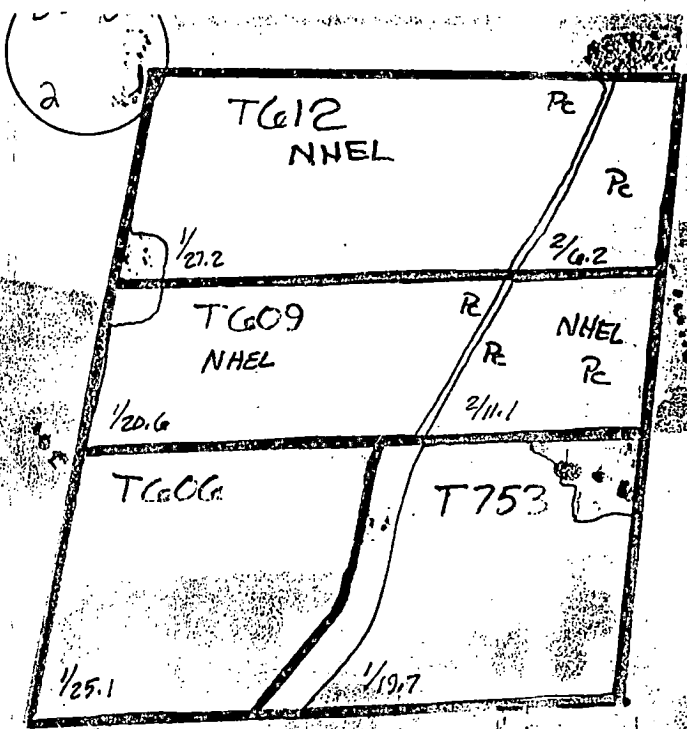 2
T612
NHEL
Pc
Pc
1/27.2
2/6.2
T609
NHEL
Pc
Pc
NHEL
Pc
1/20.6
2/11.1
T606
T753
1/25.1
1/19.7